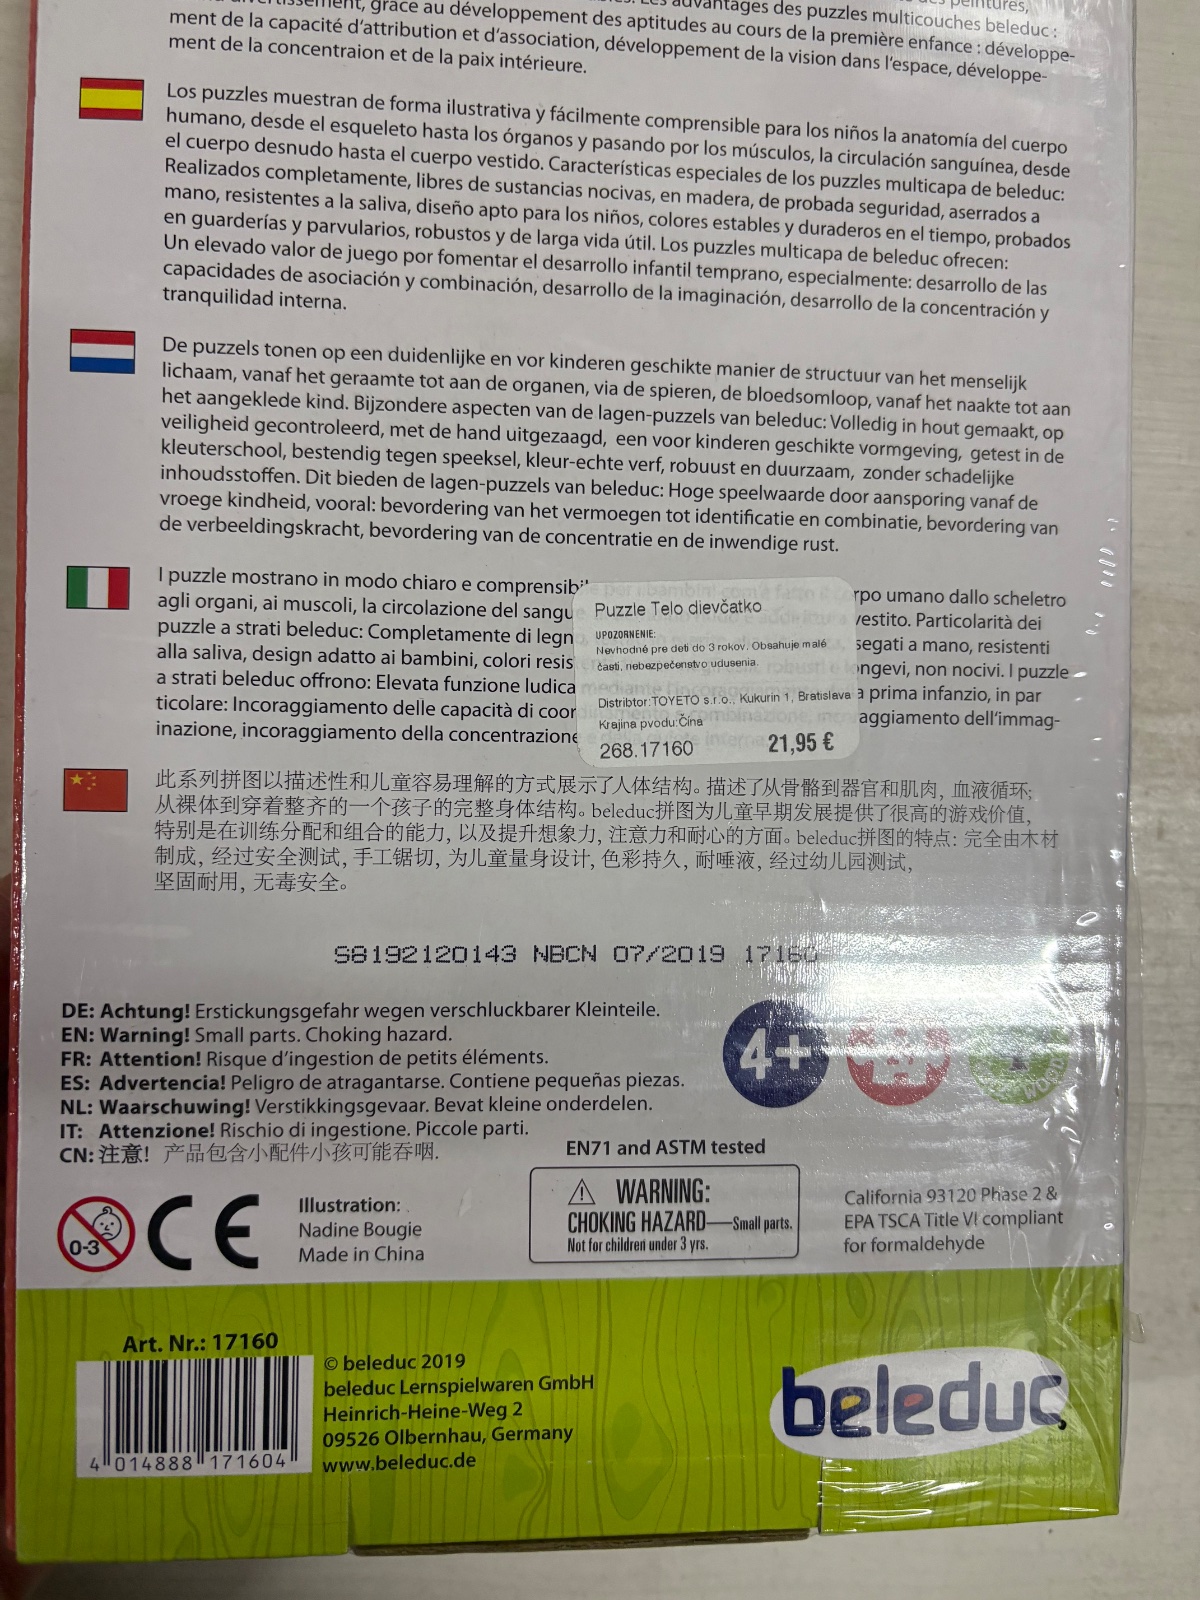 grâce au développement des aptitudes au cours de la première enfance : développe-
ment de la capacité d'attribution et d'association, développement de la vision dans l'espace, développe-
ment de la concentraion et de la paix intérieure.
Los puzzles muestran de forma ilustrativa y fácilmente comprensible para los niños la anatomía del cuerpo
humano, desde el esqueleto hasta los órganos y pasando por los músculos, la circulación sanguínea, desde
el cuerpo desnudo hasta el cuerpo vestido. Características especiales de los puzzles multicapa de beleduc:
Realizados completamente, libres de sustancias nocivas, en madera, de probada seguridad, aserrados a
mano, resistentes a la saliva, diseño apto para los niños, colores estables y duraderos en el tiempo, probados
en guarderías y parvularios, robustos y de larga vida útil. Los puzzles multicapa de beleduc ofrecen:
Un elevado valor de juego por fomentar el desarrollo infantil temprano, especialmente: desarrollo de las
capacidades de asociación y combinación, desarrollo de la imaginación, desarrollo de la concentración y
tranquilidad interna.
De puzzels tonen op een duidenlijke en vor kinderen geschikte manier de structuur van het menselijk
lichaam, vanaf het geraamte tot aan de organen, via de spieren, de bloedsomloop, vanaf het naakte tot aan
het aangeklede kind. Bijzondere aspecten van de lagen-puzzels van beleduc: Volledig in hout gemaakt, op
veiligheid gecontroleerd, met de hand uitgezaagd, een voor kinderen geschikte vormgeving, getest in de
kleuterschool, bestendig tegen speeksel, kleur-echte verf, robuust en duurzaam, zonder schadelijke
inhoudsstoffen. Dit bieden de lagen-puzzels van beleduc: Hoge speelwaarde door aansporing vanaf de
vroege kindheid, vooral: bevordering van het vermoegen tot identificatie en combinatie, bevordering van
de verbeeldingskracht, bevordering van de concentratie en de inwendige rust.
I puzzle mostrano in modo chiaro e comprensibi rpo umano dallo scheletro
agli organi, ai muscoli, la circolazione del sangu vestito. Particolarità dei
puzzle a strati beleduc: Completamente di legn segati a mano, resistenti
alla saliva, design adatto ai bambini, colori resis ongevi, non nocivi. I puzzle
a strati beleduc offrono: Elevata funzione ludica a prima infanzio, in par
ticolare: Incoraggiamento delle capacità di coor aggiamento dell'immag-
inazione, incoraggiamento della concentrazione
Puzzle Telo dievčatko
UPOZORNENIE:
Nevhodné pre deti do 3 rokov. Obsahuje malé
časti, nebezpečenstvo udusenia.
Distribtor:TOYETO s.r.o., Kukurin 1, Bratislava
Krajina pvodu:Čína
268.17160 21,95 €
此系列拼图以描述性和儿童容易理解的方式展示了人体结构。描述了从骨骼到器官和肌肉, 血液循环;
从裸体到穿着整齐的一个孩子的完整身体结构。beleduc拼图为儿童早期发展提供了很高的游戏价值,
特别是在训练分配和组合的能力, 以及提升想象力, 注意力和耐心的方面。beleduc拼图的特点: 完全由木材
制成, 经过安全测试, 手工锯切, 为儿童量身设计, 色彩持久, 耐唾液, 经过幼儿园测试,
坚固耐用, 无毒安全。
S8192120143 NBCN 07/2019 17160
DE: Achtung! Erstickungsgefahr wegen verschluckbarer Kleinteile.
EN: Warning! Small parts. Choking hazard.
FR: Attention! Risque d'ingestion de petits éléments.
ES: Advertencia! Peligro de atragantarse. Contiene pequeñas piezas.
NL: Waarschuwing! Verstikkingsgevaar. Bevat kleine onderdelen.
IT: Attenzione! Rischio di ingestione. Piccole parti.
CN: 注意! 产品包含小配件小孩可能吞咽.
4+
EN71 and ASTM tested
0-3
CE
Illustration:
Nadine Bougie
Made in China
WARNING:
CHOKING HAZARD—Small parts.
Not for children under 3 yrs.
California 93120 Phase 2 &
EPA TSCA Title VI compliant
for formaldehyde
Art. Nr.: 17160
4 014888 171604
© beleduc 2019
beleduc Lernspielwaren GmbH
Heinrich-Heine-Weg 2
09526 Olbernhau, Germany
www.beleduc.de
beleduc